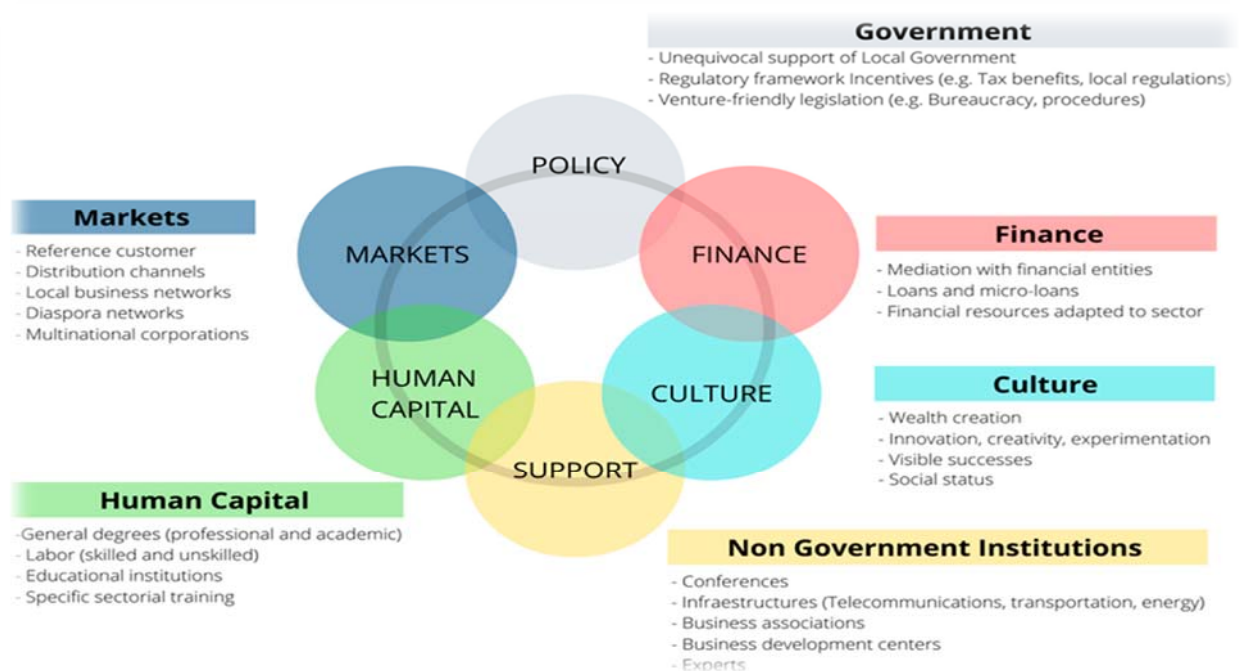 Government
- Unequivocal support of Local Government
- Regulatory framework Incentives (e.g. Tax benefits, local regulations)
- Venture-friendly legislation (e.g. Bureaucracy, procedures)
POLICY
MARKETS
FINANCE
HUMAN
CAPITAL
CULTURE
SUPPORT
Markets
- Reference customer
- Distribution channels
- Local business networks
- Diaspora networks
- Multinational corporations
Finance
- Mediation with financial entities
- Loans and micro-loans
- Financial resources adapted to sector
Culture
- Wealth creation
- Innovation, creativity, experimentation
- Visible successes
- Social status
Human Capital
-General degrees (professional and academic)
- Labor (skilled and unskilled)
- Educational institutions
- Specific sectorial training
Non Government Institutions
- Conferences
- Infraestructures (Telecommunications, transportation, energy)
- Business associations
- Business development centers
- Experts